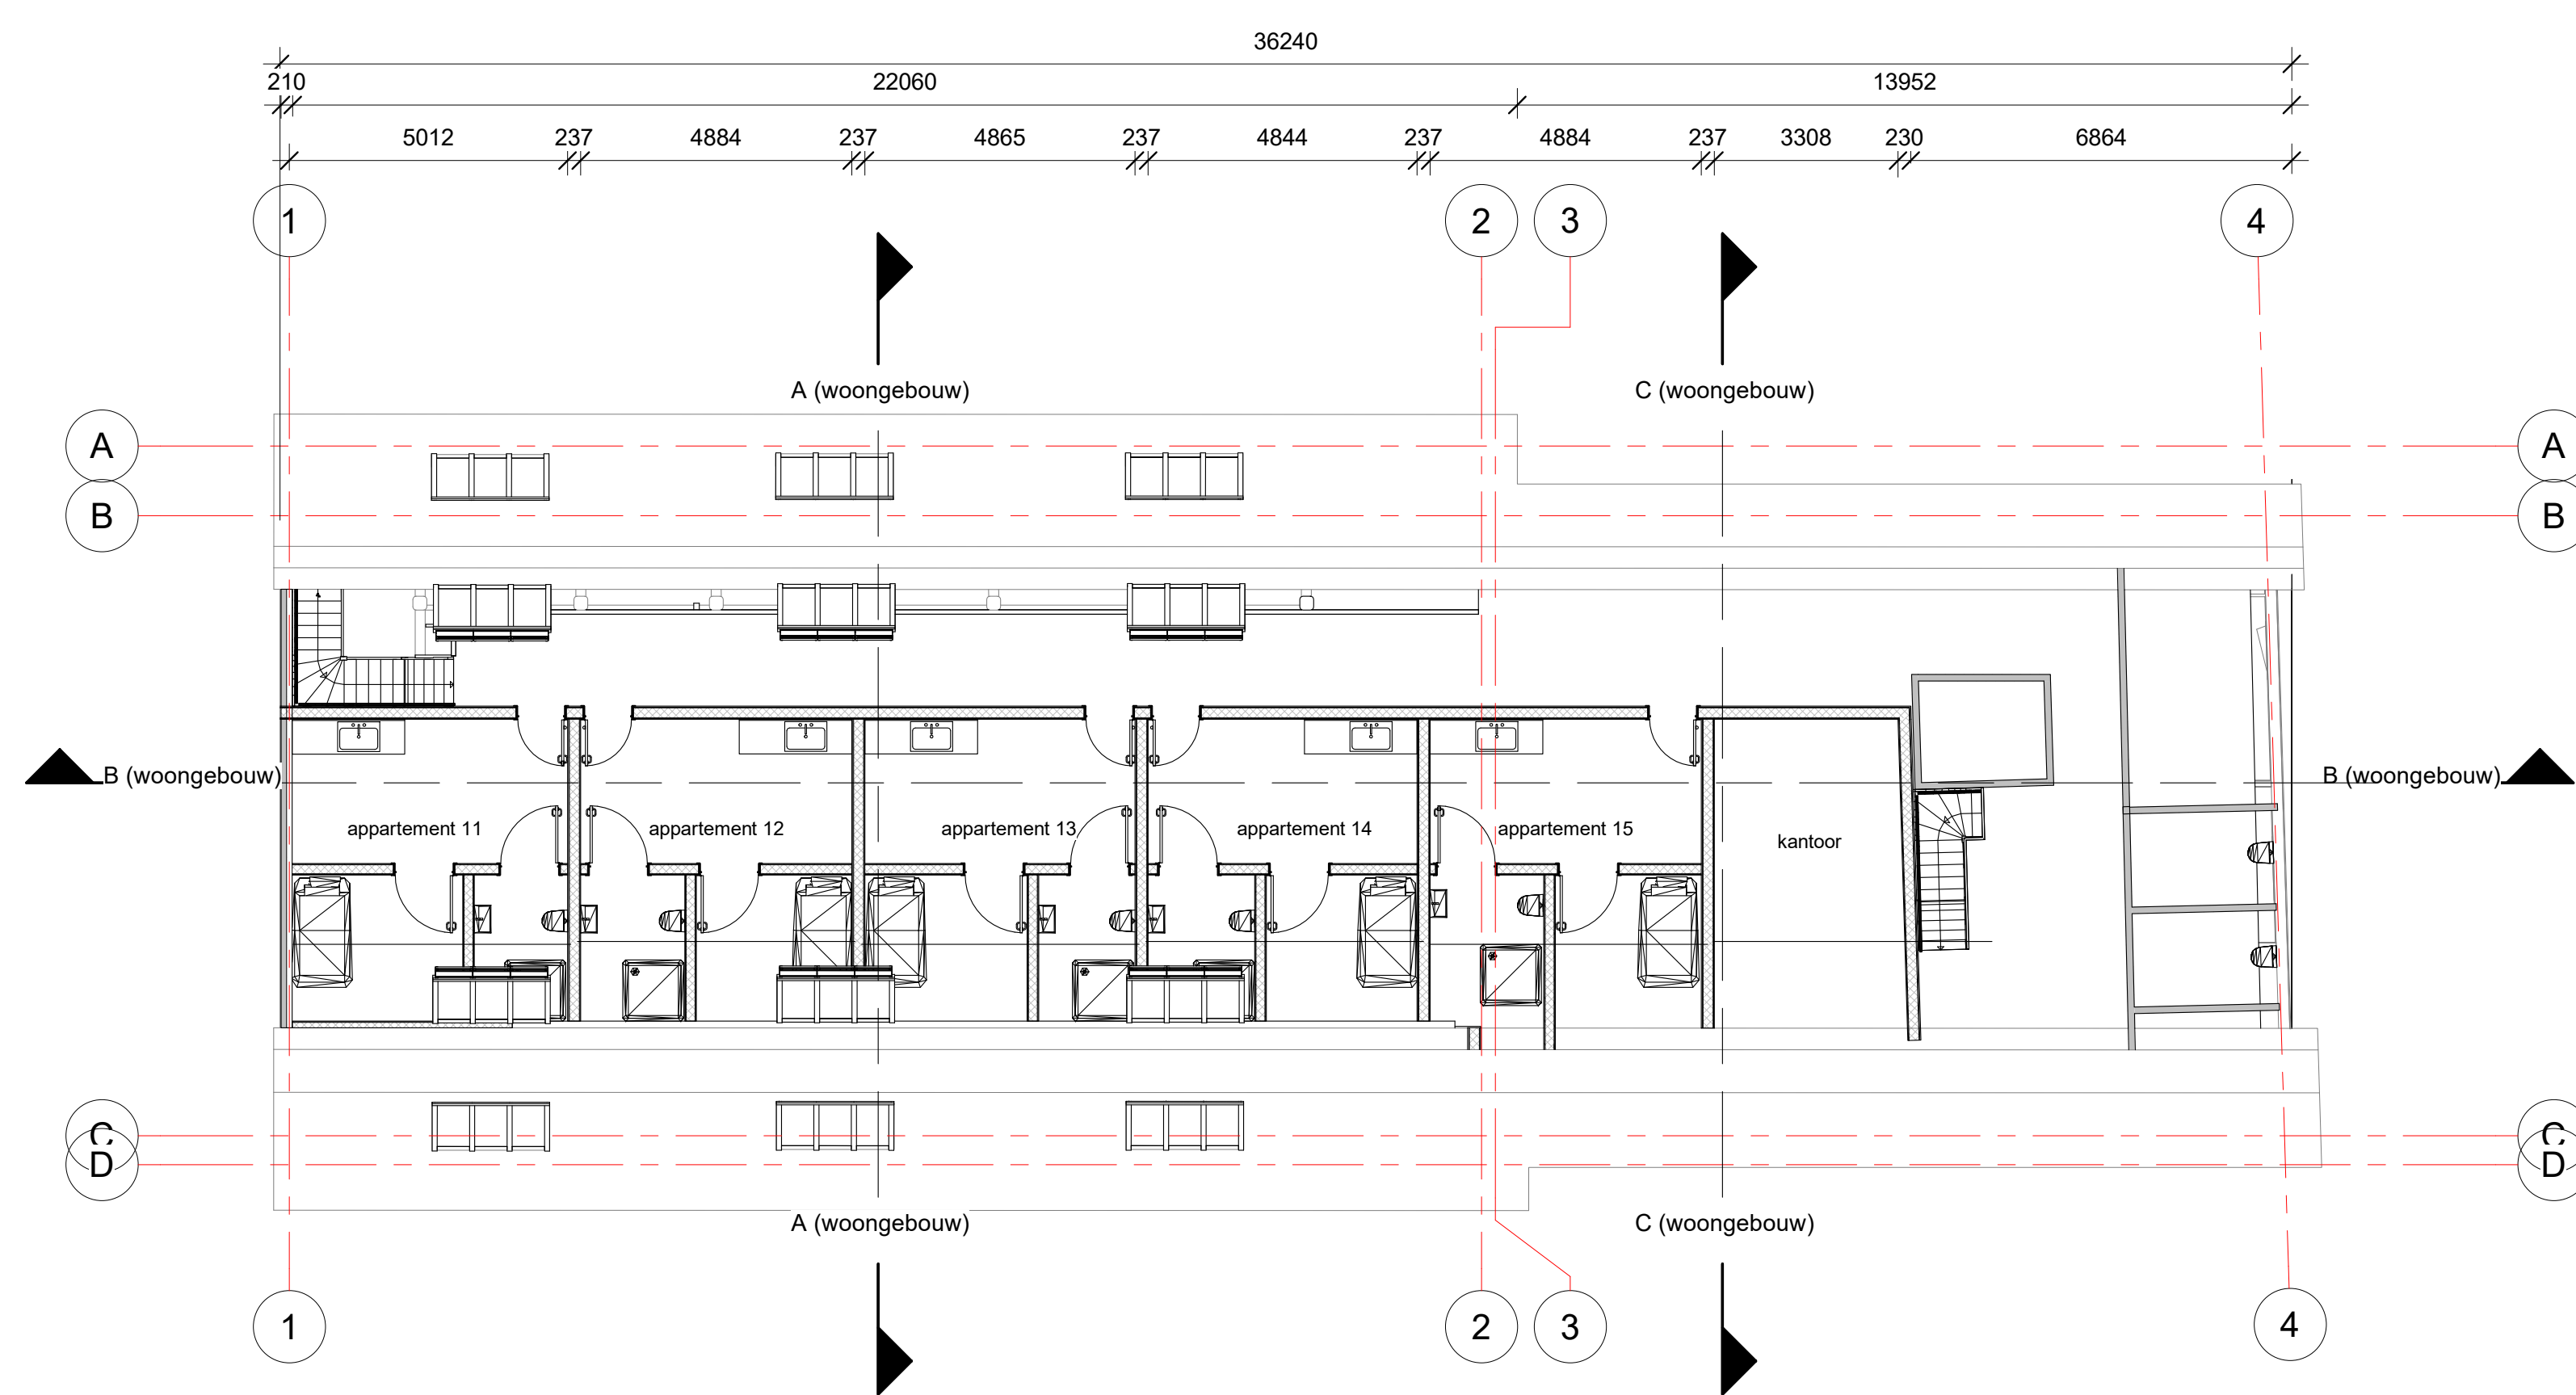 36240
210 22060 13952
5012 237 4884 237 4865 237 4844 237 4884 237 3308 230 6864
1 2 3 4
A (woongebouw) C (woongebouw)
A A
B B
B (woongebouw) B (woongebouw)
appartement 11 appartement 12 appartement 13 appartement 14 appartement 15 kantoor
C C
D D
A (woongebouw) C (woongebouw)
1 2 3 4